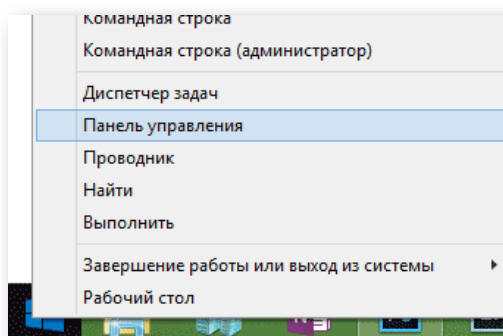 Командная строка
Командная строка (администратор)
Диспетчер задач
Панель управления
Проводник
Найти
Выполнить
Завершение работы или выход из системы
Рабочий стол